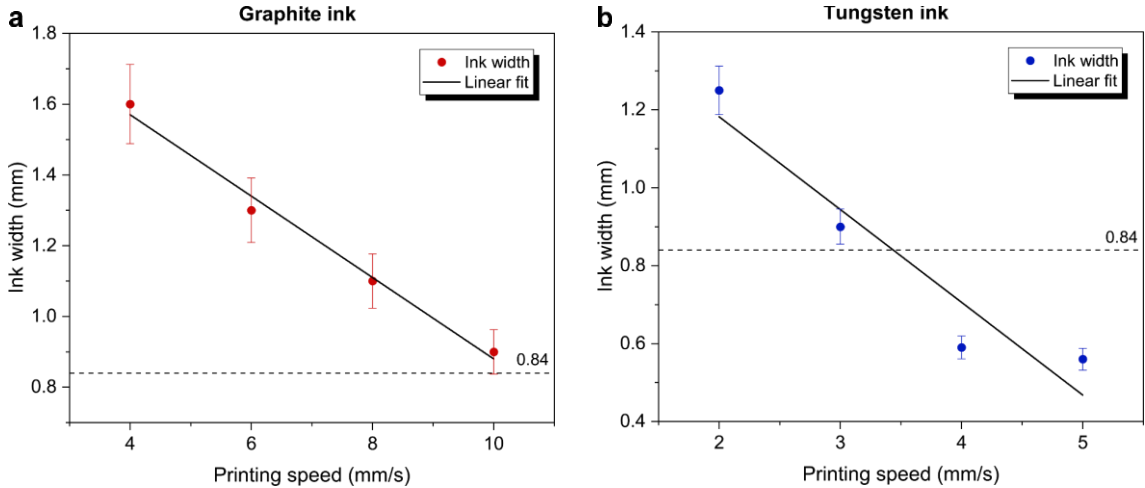 a
Graphite ink
Ink width
Linear fit
1.8
1.6
1.4
1.2
1.0
0.8
0.84
Ink width (mm)
4 6 8 10
Printing speed (mm/s)
b
Tungsten ink
Ink width
Linear fit
1.4
1.2
1.0
0.8
0.6
0.4
0.84
Ink width (mm)
2 3 4 5
Printing speed (mm/s)